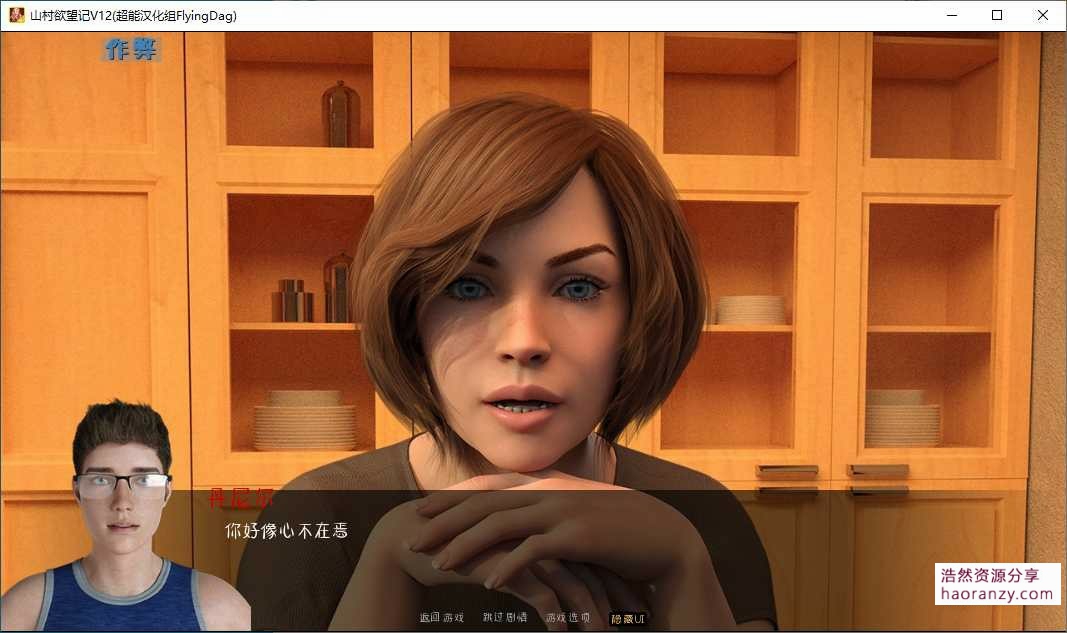 山村欲望记V12(超能汉化组FlyingDag)
作弊
丹尼尔
你好像心不在焉
返回游戏 跳过剧情 游戏选项 隐藏UI
浩然资源分享
haoranzy.com